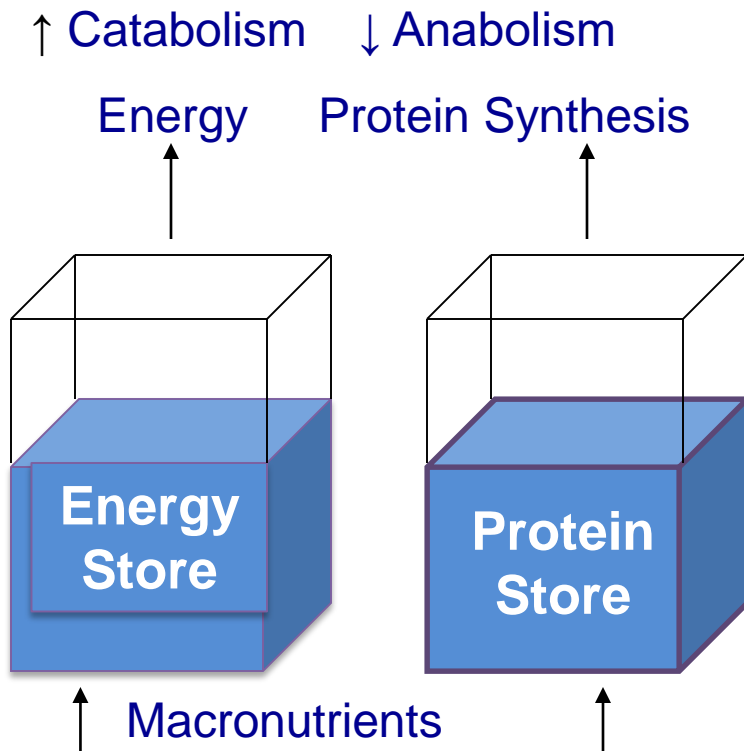 ↑ Catabolism ↓ Anabolism
Energy Protein Synthesis
Energy
Store
Protein
Store
Macronutrients